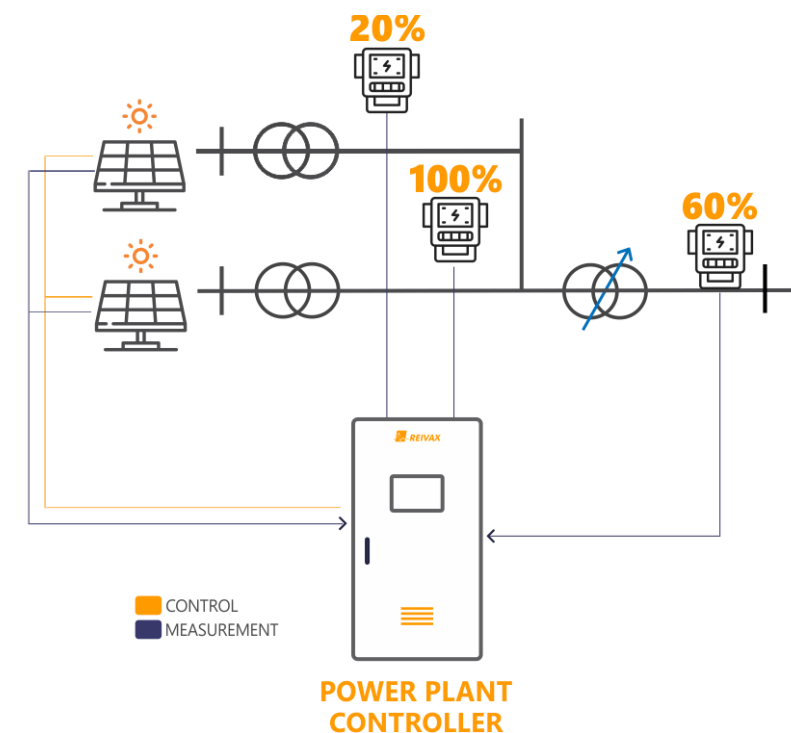 20%
100%
60%
REIVAX
CONTROL
MEASUREMENT
POWER PLANT
CONTROLLER